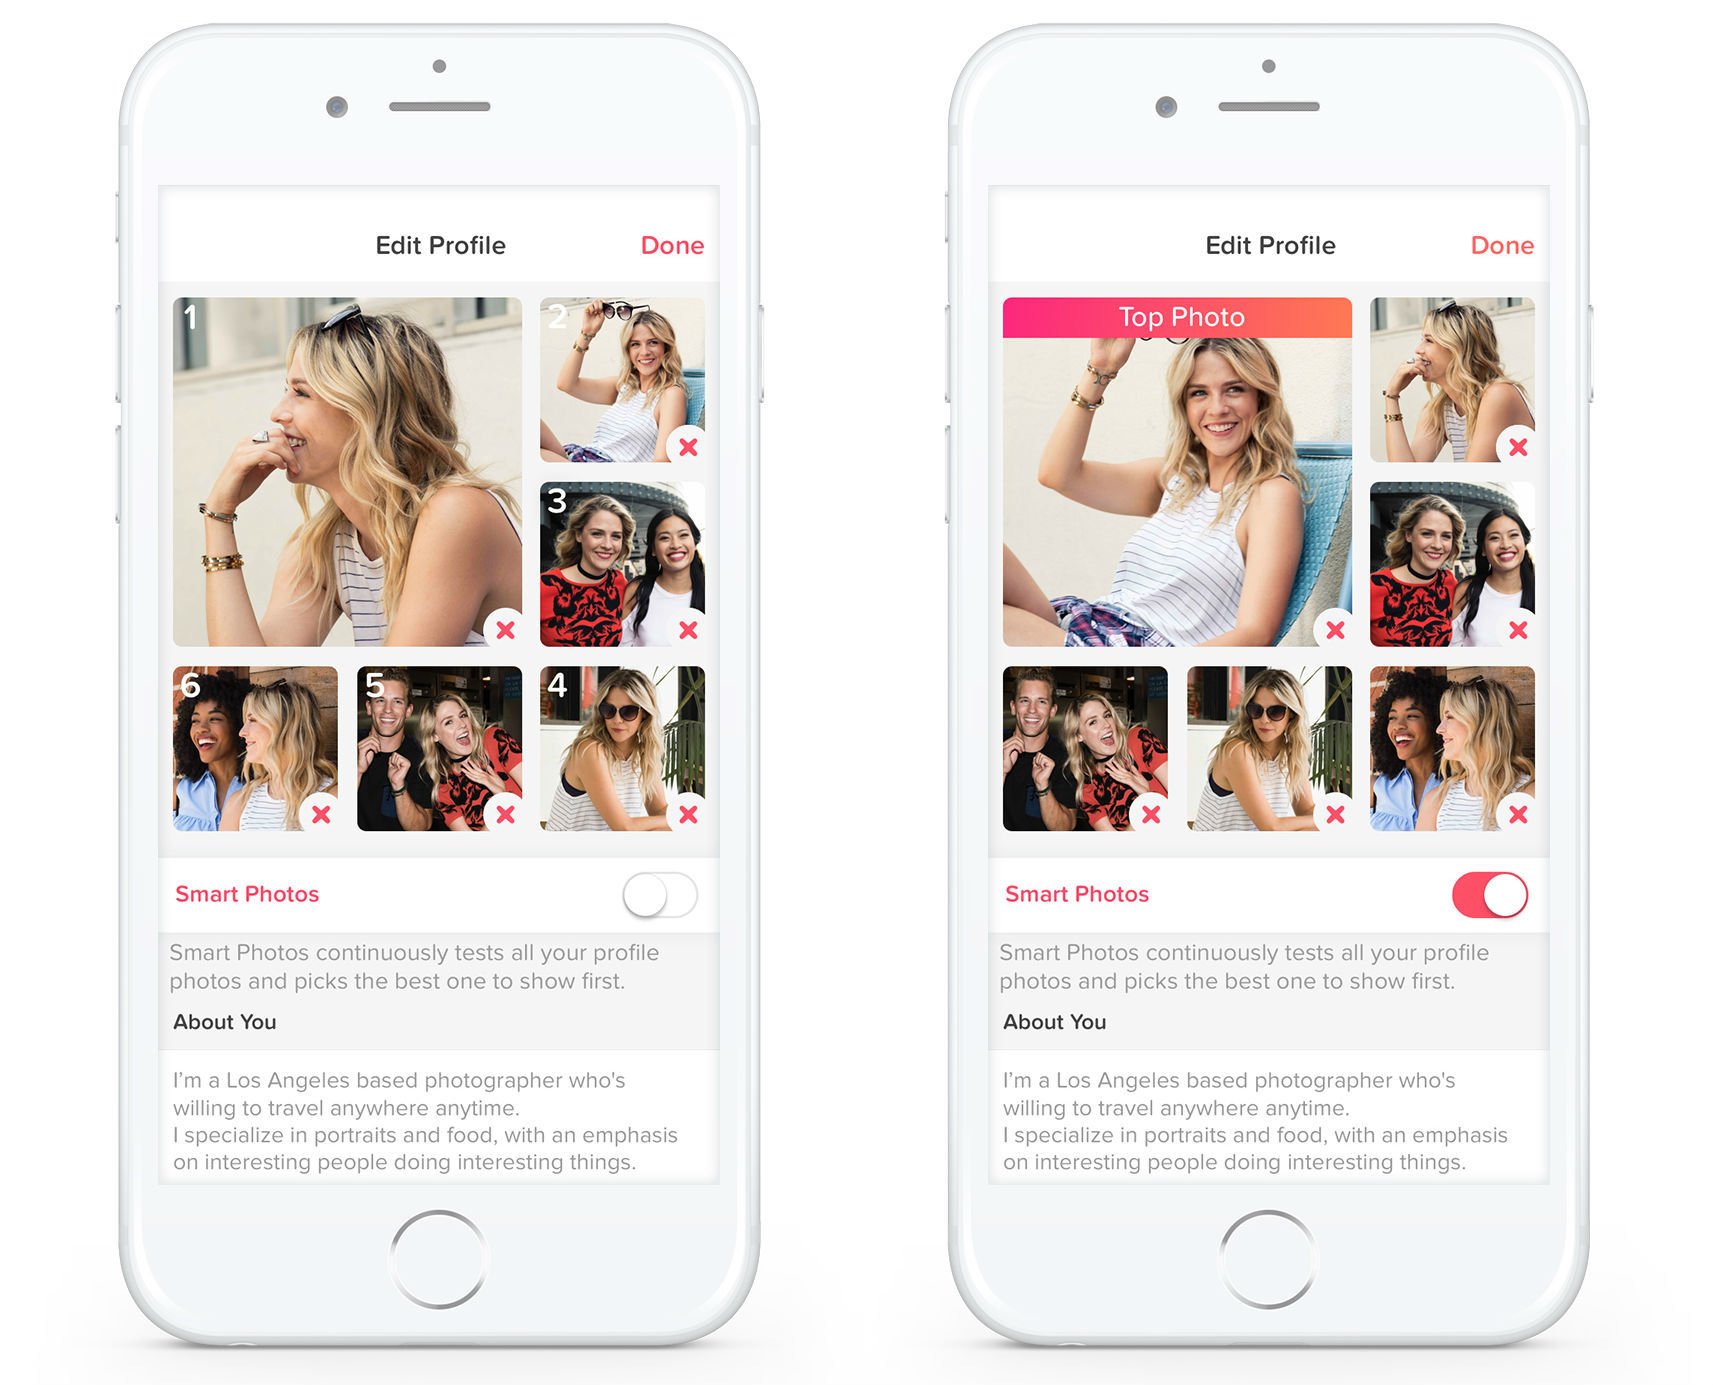 Edit Profile
Done
1
2
3
6
5
4
Smart Photos
Smart Photos continuously tests all your profile
photos and picks the best one to show first.
About You
I'm a Los Angeles based photographer who's
willing to travel anywhere anytime.
I specialize in portraits and food, with an emphasis
on interesting people doing interesting things.
Edit Profile
Done
Top Photo
Smart Photos
Smart Photos continuously tests all your profile
photos and picks the best one to show first.
About You
I'm a Los Angeles based photographer who's
willing to travel anywhere anytime.
I specialize in portraits and food, with an emphasis
on interesting people doing interesting things.